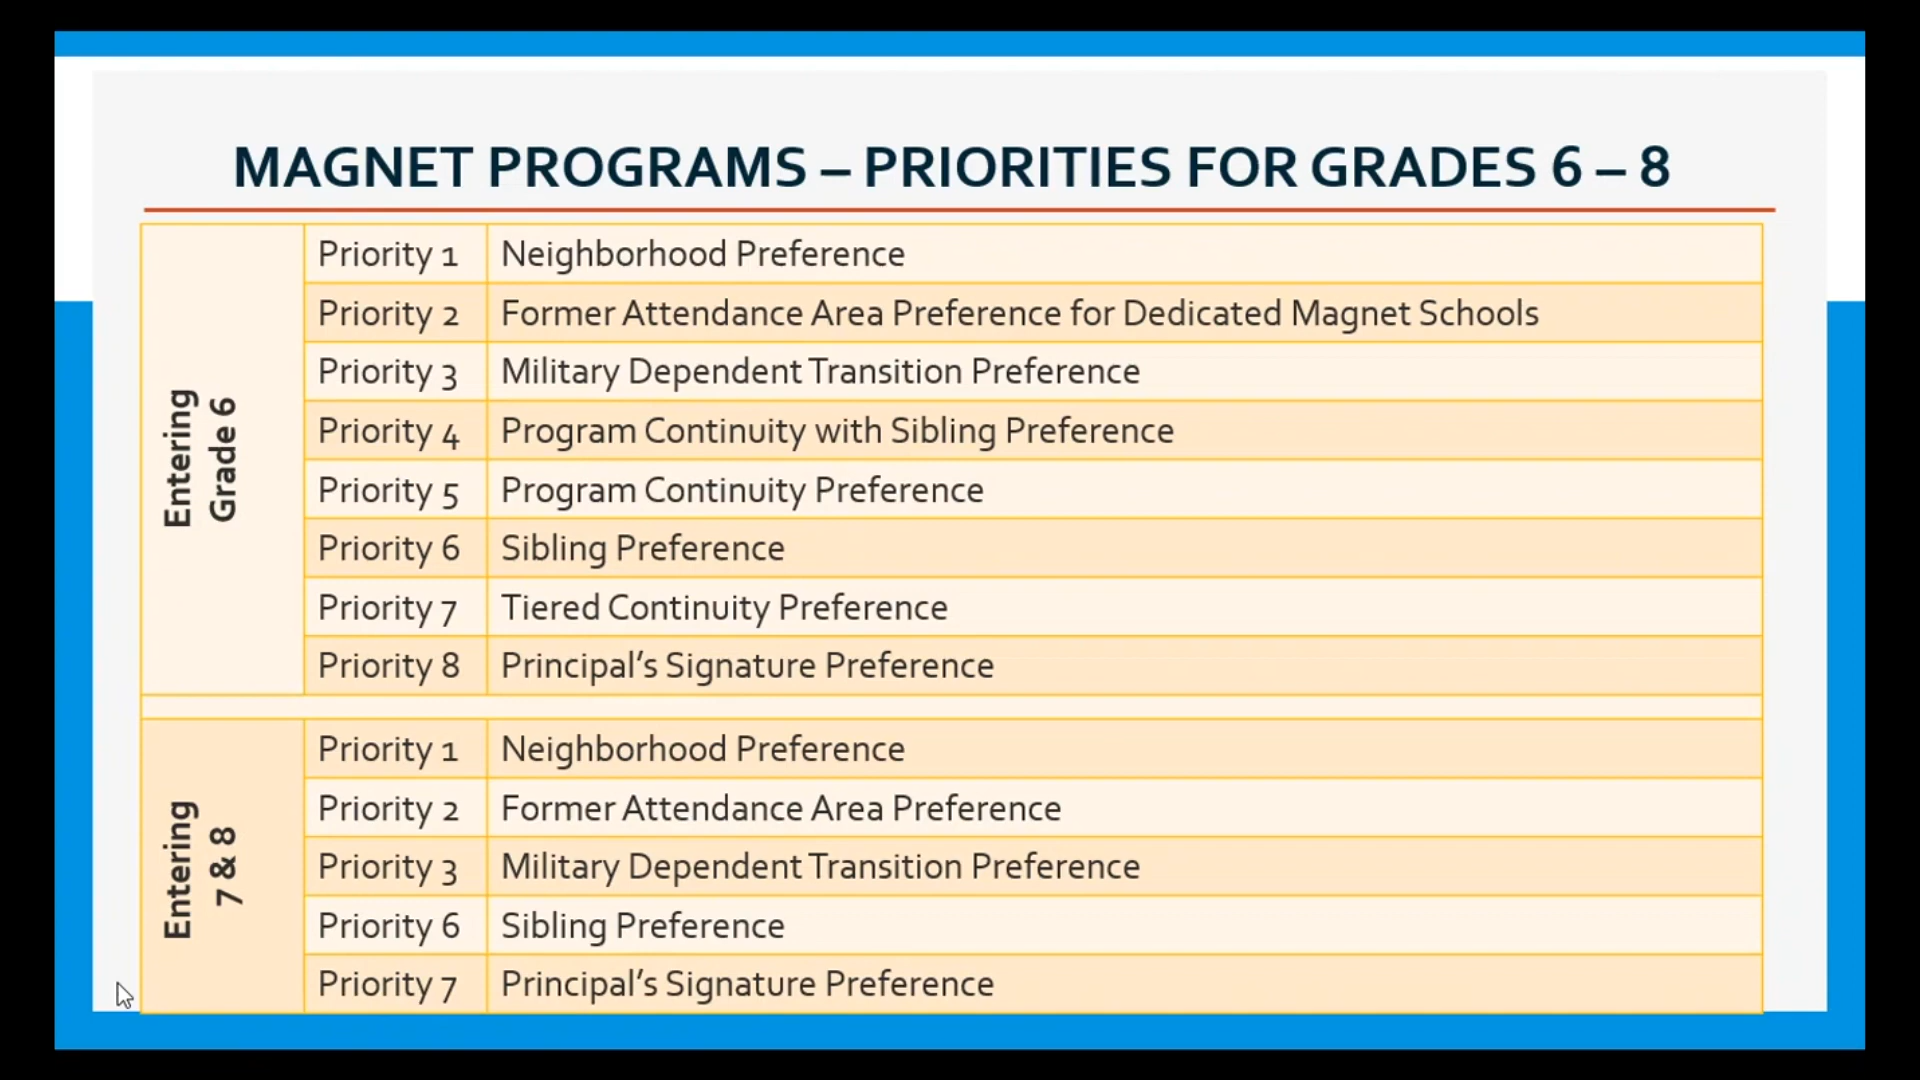 MAGNET PROGRAMS – PRIORITIES FOR GRADES 6 – 8
Entering
Grade 6
Priority 1 Neighborhood Preference
Priority 2 Former Attendance Area Preference for Dedicated Magnet Schools
Priority 3 Military Dependent Transition Preference
Priority 4 Program Continuity with Sibling Preference
Priority 5 Program Continuity Preference
Priority 6 Sibling Preference
Priority 7 Tiered Continuity Preference
Priority 8 Principal’s Signature Preference
Entering
7 & 8
Priority 1 Neighborhood Preference
Priority 2 Former Attendance Area Preference
Priority 3 Military Dependent Transition Preference
Priority 6 Sibling Preference
Priority 7 Principal’s Signature Preference